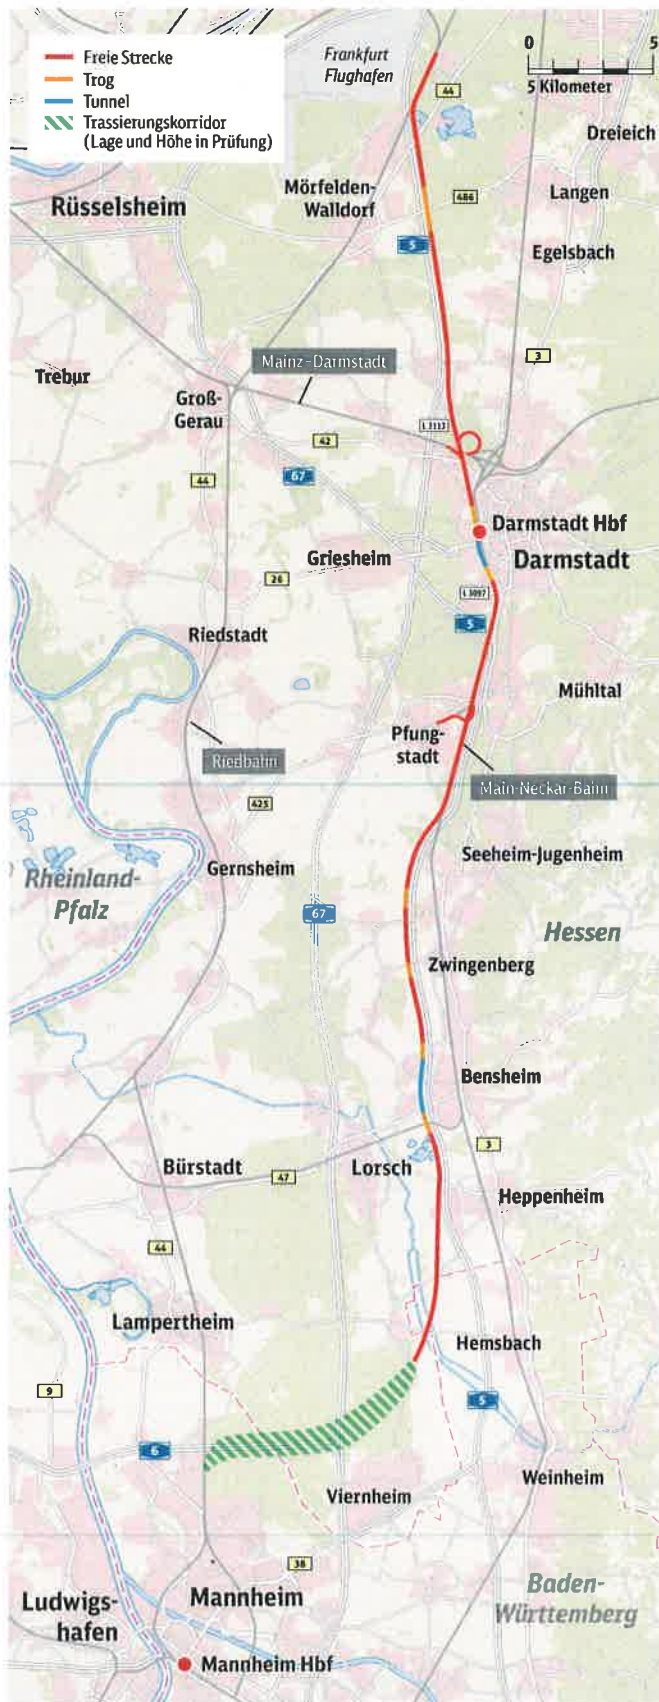 Freie Strecke
Trog
Tunnel
Trassierungskorridor
(Lage und Höhe in Prüfung)
Frankfurt
Flughafen
0 5
5 Kilometer
44
Dreieich
Mörfelden-
Walldorf
486
Langen
Rüsselsheim
5
Egelsbach
Mainz-Darmstadt
3
Trebur
Groß-
Gerau
L 3113
42
44
67
Darmstadt Hbf
Griesheim
Darmstadt
26
L 3097
5
Riedstadt
Mühltal
Pfung-
stadt
Riedbahn
Main-Neckar-Bahn
425
Seeheim-Jugenheim
Gernsheim
Rheinland-
Pfalz
67
Hessen
Zwingenberg
Bensheim
3
Bürstadt
47
Lorsch
Heppenheim
44
Lampertheim
Hemsbach
9
5
6
Weinheim
Viernheim
38
Mannheim
Baden-
Württemberg
Ludwigs-
hafen
Mannheim Hbf